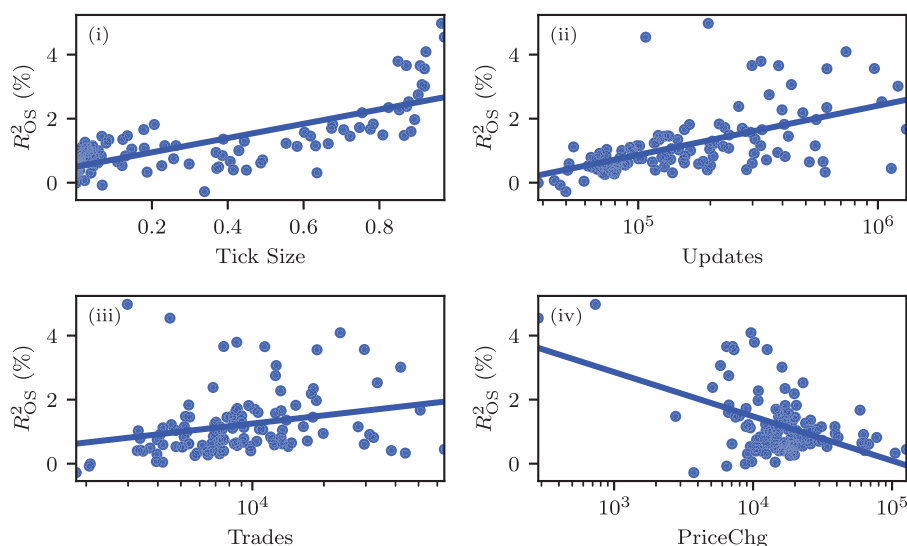 (i)
R²OS (%)
4
2
0
0.2 0.4 0.6 0.8
Tick Size
(ii)
R²OS (%)
4
2
0
10⁵ 10⁶
Updates
(iii)
R²OS (%)
4
2
0
10⁴
Trades
(iv)
R²OS (%)
4
2
0
10³ 10⁴ 10⁵
PriceChg